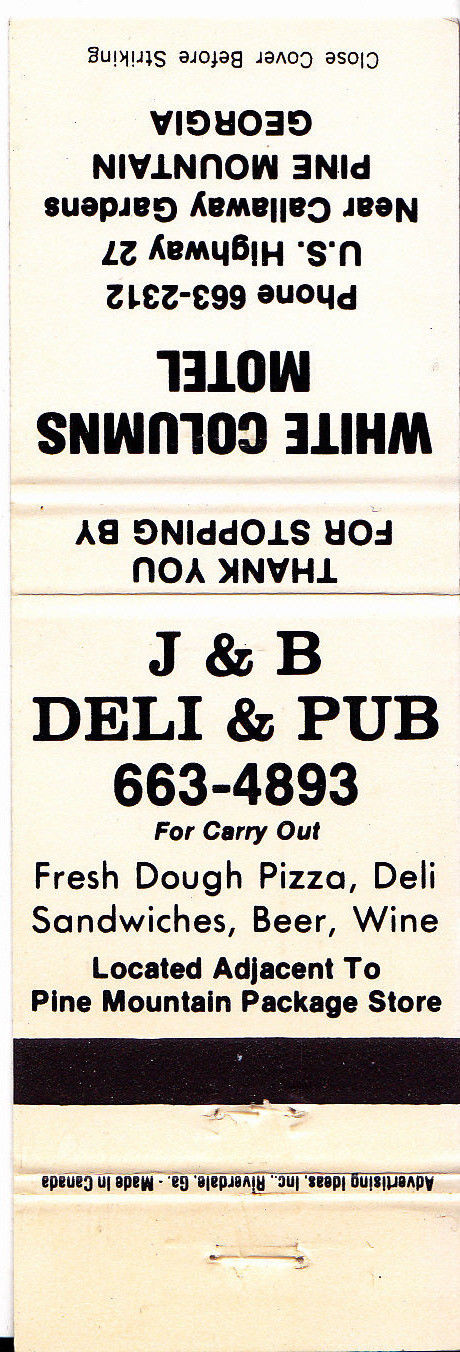 Close Cover Before Striking
GEORGIA
PINE MOUNTAIN
Near Callaway Gardens
U.S. Highway 27
Phone 663-2312
MOTEL
WHITE COLUMNS
FOR STOPPING BY
THANK YOU
J & B
DELI & PUB
663-4893
For Carry Out
Fresh Dough Pizza, Deli
Sandwiches, Beer, Wine
Located Adjacent To
Pine Mountain Package Store
Advertising Ideas, Inc., Riverdale, Ga. - Made in Canada